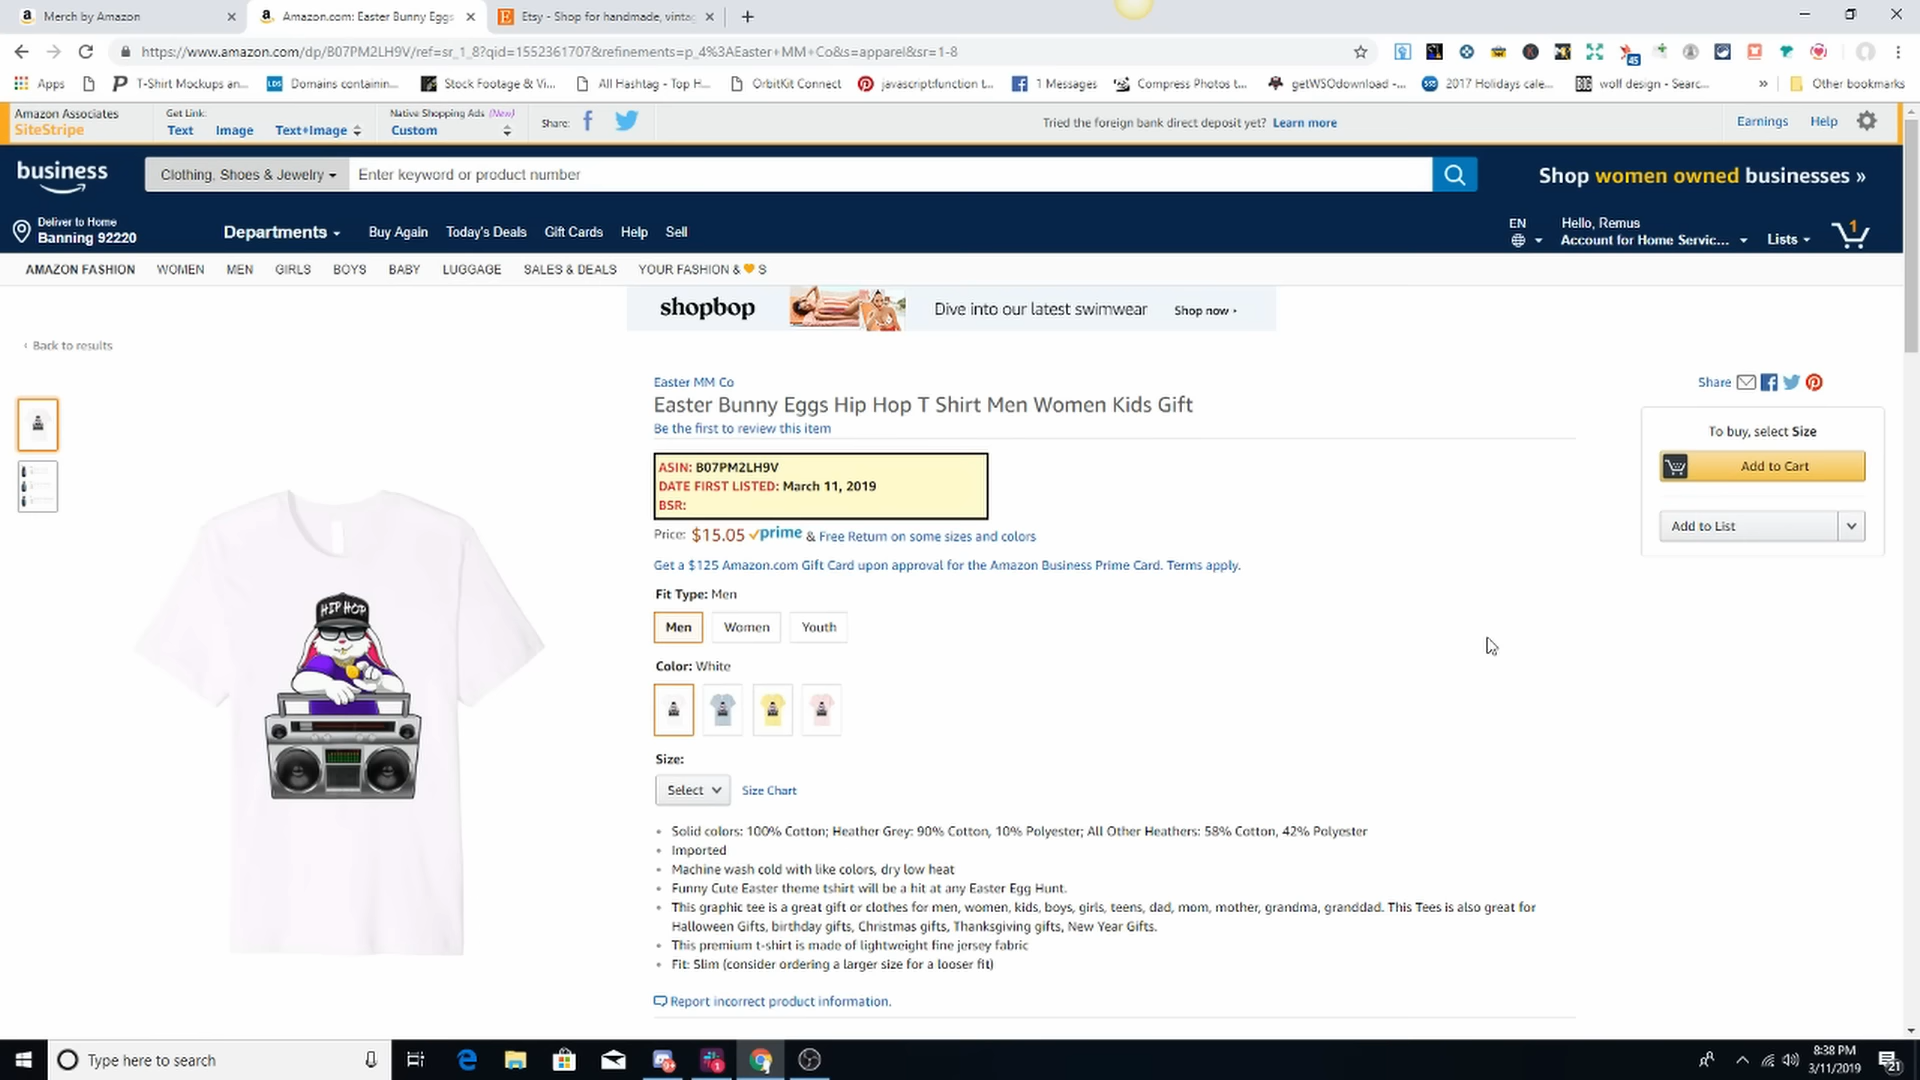 Merch by Amazon
Amazon.com: Easter Bunny Eggs
Etsy - Shop for handmade, vinta
https://www.amazon.com/dp/B07PM2LH9V/ref=sr_1_8?qid=1552361707&refinements=p_4%3AEaster+MM+Co&s=apparel&sr=1-8
45
Apps
T-Shirt Mockups an...
Domains containin...
Stock Footage & Vi...
All Hashtag - Top H...
OrbitKit Connect
javascript:function t...
1 Messages
Compress Photos t...
getWSOdownload -...
2017 Holidays cale...
wolf design - Searc...
»
Other bookmarks
Amazon Associates
SiteStripe
Get Link:
Text Image Text+Image
Native Shopping Ads (New)
Custom
Share:
Tried the foreign bank direct deposit yet? Learn more
Earnings Help
business
Clothing, Shoes & Jewelry
Enter keyword or product number
Shop women owned businesses »
Deliver to Home
Banning 92220
Departments
Buy Again Today's Deals Gift Cards Help Sell
EN
Hello, Remus
Account for Home Servic...
Lists
1
AMAZON FASHION WOMEN MEN GIRLS BOYS BABY LUGGAGE SALES & DEALS YOUR FASHION & 🧡 S
shopbop
Dive into our latest swimwear
Shop now ›
‹ Back to results
Easter MM Co
Easter Bunny Eggs Hip Hop T Shirt Men Women Kids Gift
Be the first to review this item
ASIN: B07PM2LH9V
DATE FIRST LISTED: March 11, 2019
BSR:
Price: $15.05 prime & Free Return on some sizes and colors
Get a $125 Amazon.com Gift Card upon approval for the Amazon Business Prime Card. Terms apply.
Fit Type: Men
Men Women Youth
Color: White
Size:
Select Size Chart
• Solid colors: 100% Cotton; Heather Grey: 90% Cotton, 10% Polyester; All Other Heathers: 58% Cotton, 42% Polyester
• Imported
• Machine wash cold with like colors, dry low heat
• Funny Cute Easter theme tshirt will be a hit at any Easter Egg Hunt.
• This graphic tee is a great gift or clothes for men, women, kids, boys, girls, teens, dad, mom, mother, grandma, granddad. This Tees is also great for
Halloween Gifts, birthday gifts, Christmas gifts, Thanksgiving gifts, New Year Gifts.
• This premium t-shirt is made of lightweight fine jersey fabric
• Fit: Slim (consider ordering a larger size for a looser fit)
Report incorrect product information.
HIP HOP
Share
To buy, select Size
Add to Cart
Add to List
Type here to search
8:38 PM
3/11/2019
21